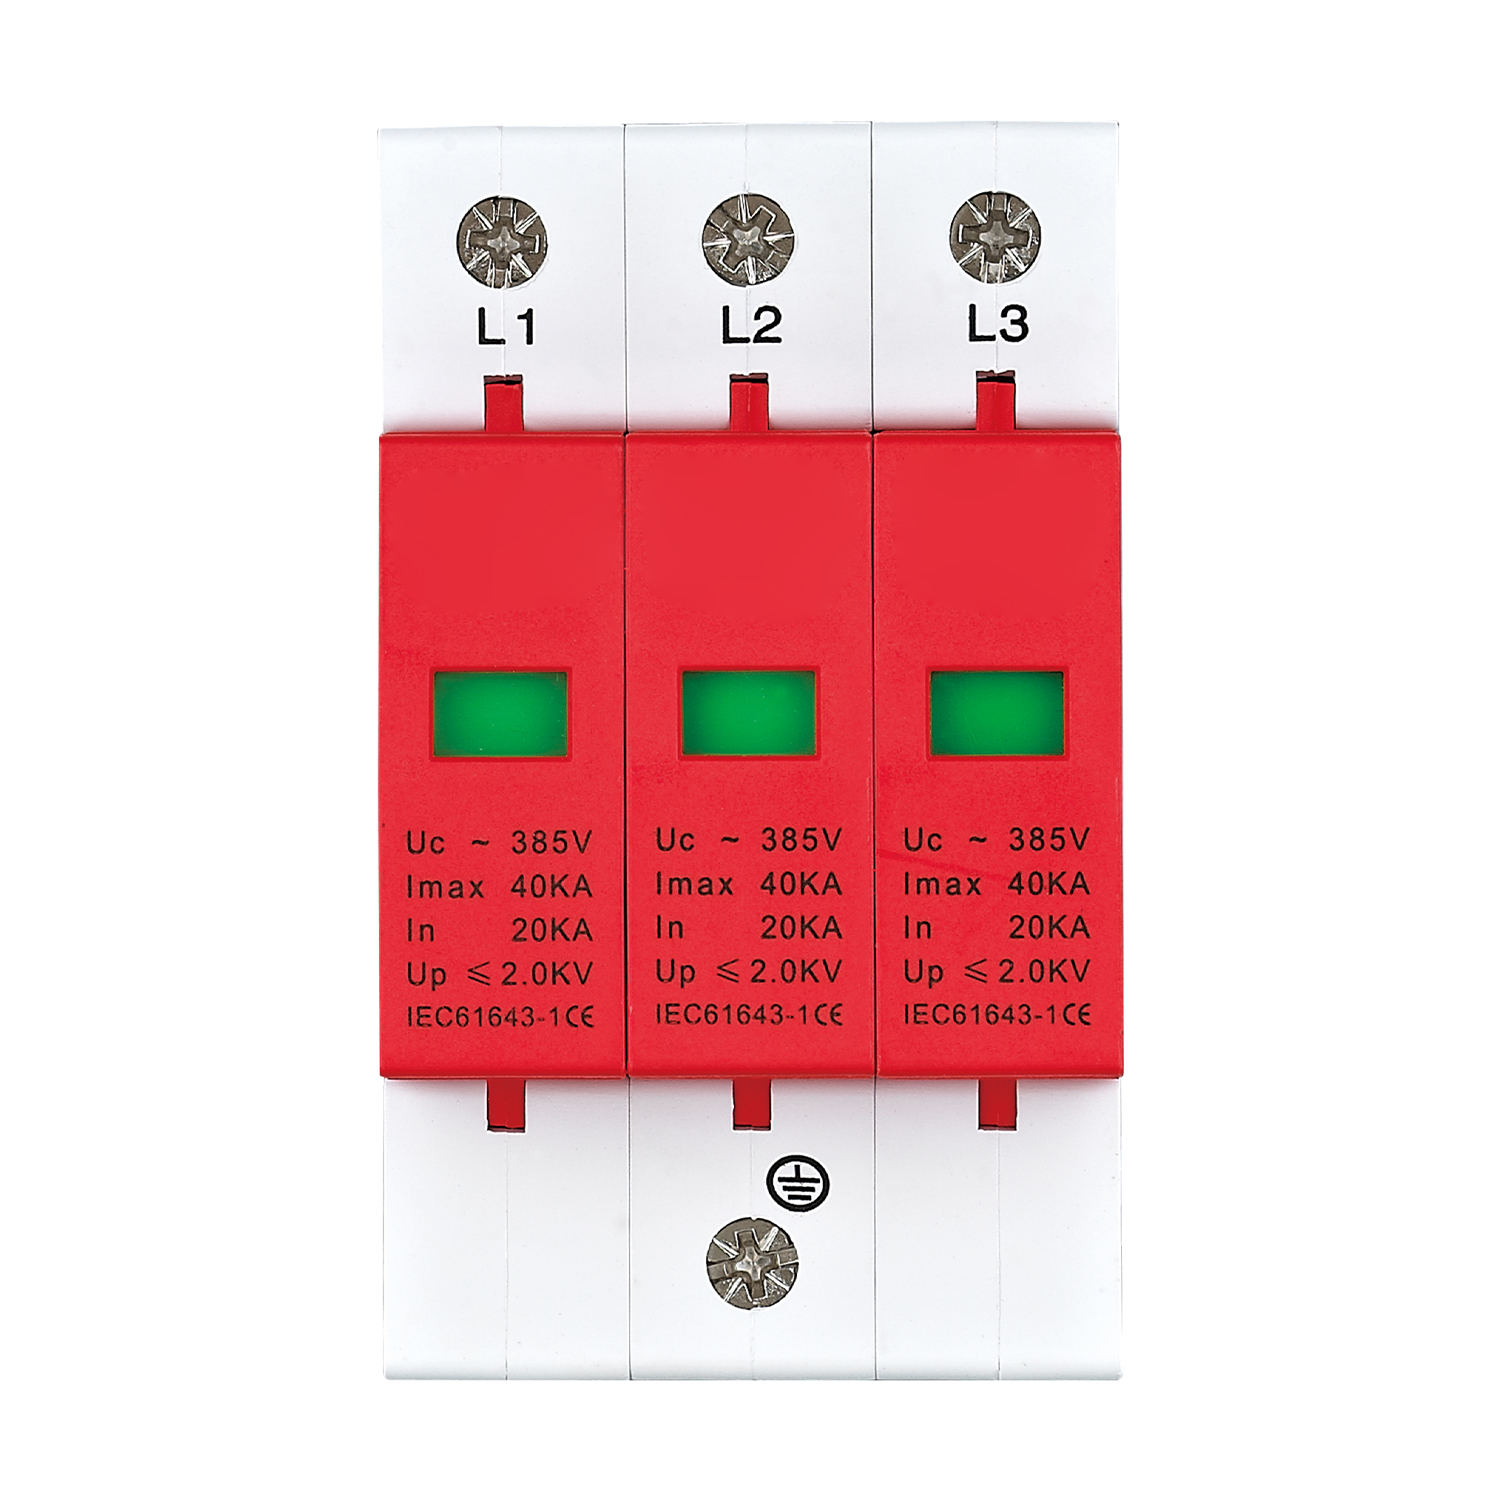 L1 L2 L3
Uc ~ 385V
Imax 40KA
In 20KA
Up ≤ 2.0KV
IEC61643-1CE
Uc ~ 385V
Imax 40KA
In 20KA
Up ≤ 2.0KV
IEC61643-1CE
Uc ~ 385V
Imax 40KA
In 20KA
Up ≤ 2.0KV
IEC61643-1CE